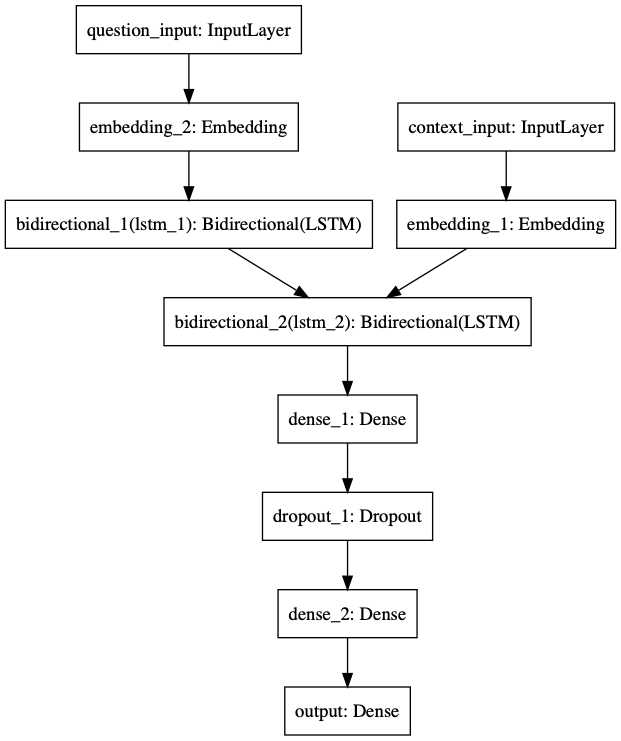 question_input: InputLayer
embedding_2: Embedding
context_input: InputLayer
bidirectional_1(lstm_1): Bidirectional(LSTM)
embedding_1: Embedding
bidirectional_2(lstm_2): Bidirectional(LSTM)
dense_1: Dense
dropout_1: Dropout
dense_2: Dense
output: Dense